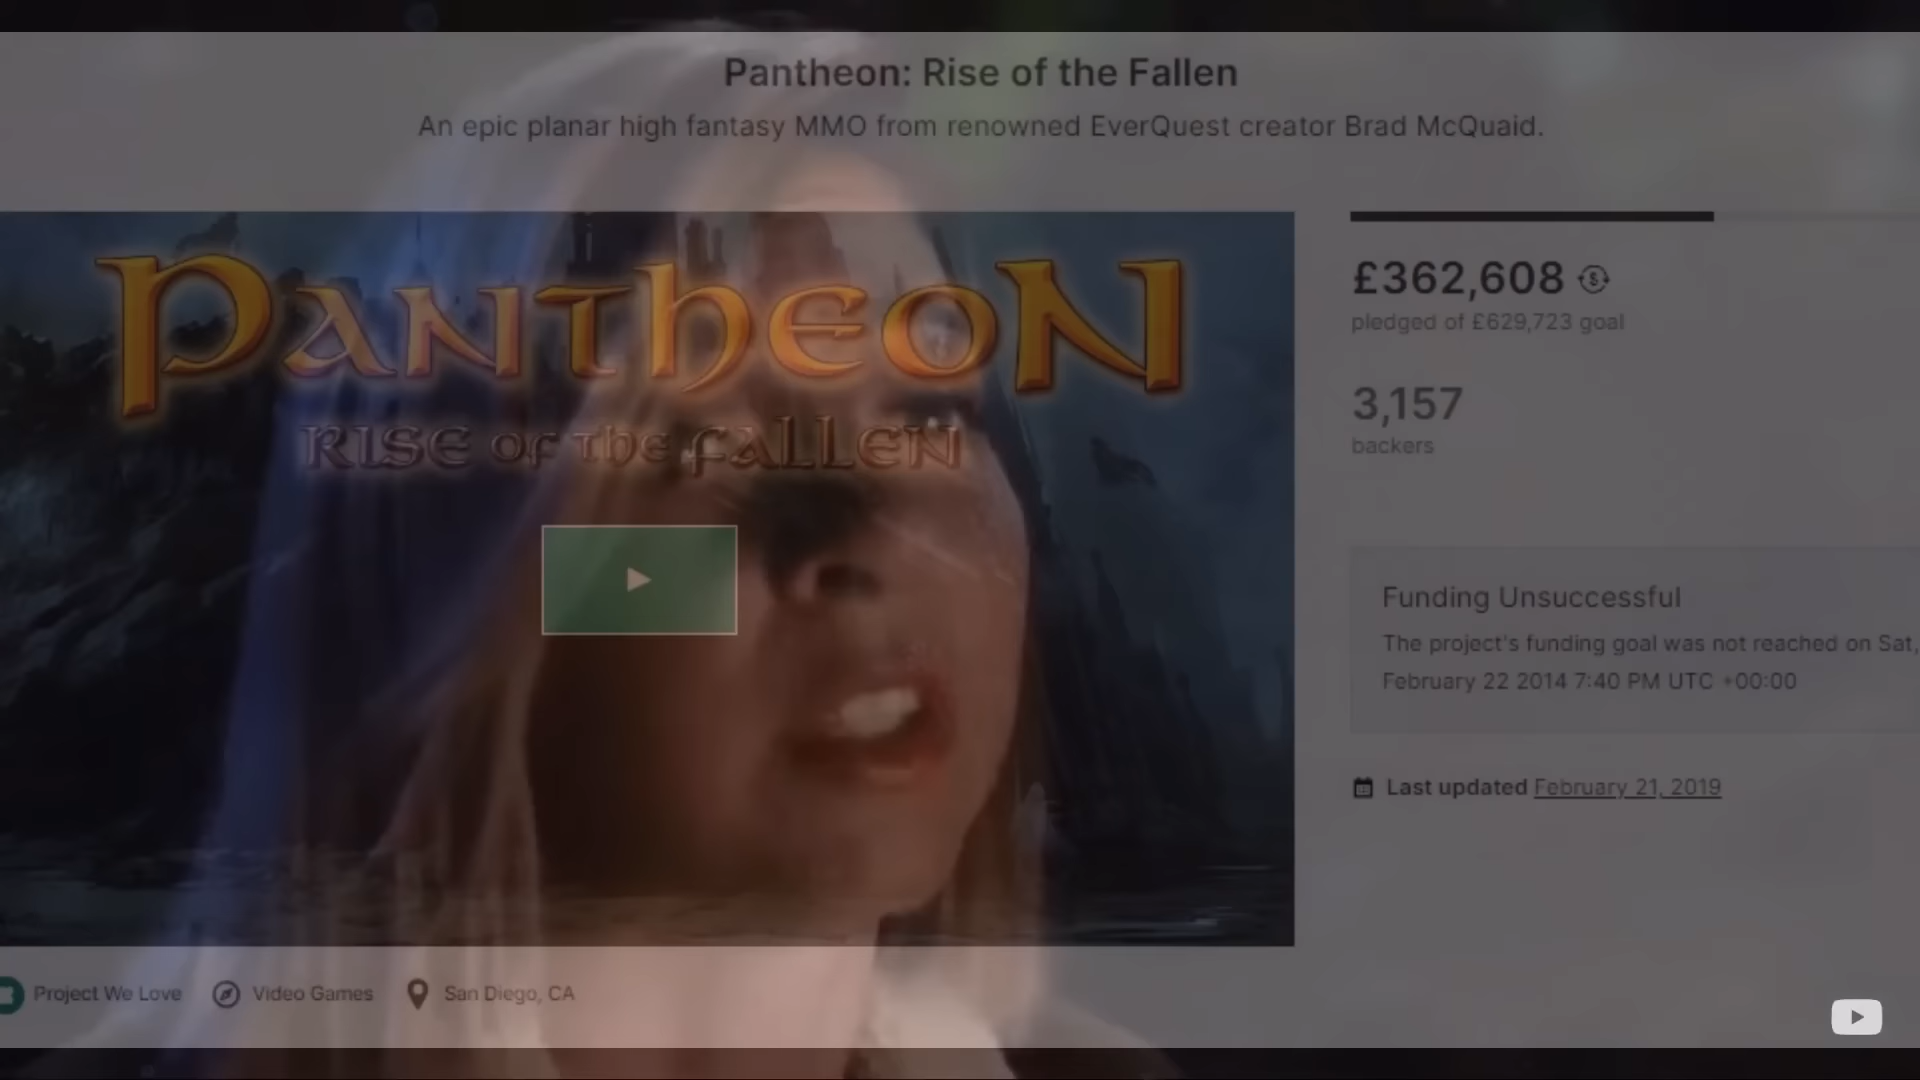 Pantheon: Rise of the Fallen
An epic planar high fantasy MMO from renowned EverQuest creator Brad McQuaid.
PANTHEON
RISE OF THE FALLEN
£362,608
pledged of £629,723 goal
3,157
backers
Funding Unsuccessful
The project's funding goal was not reached on Sat,
February 22 2014 7:40 PM UTC +00:00
Last updated February 21, 2019
Project We Love Video Games San Diego, CA